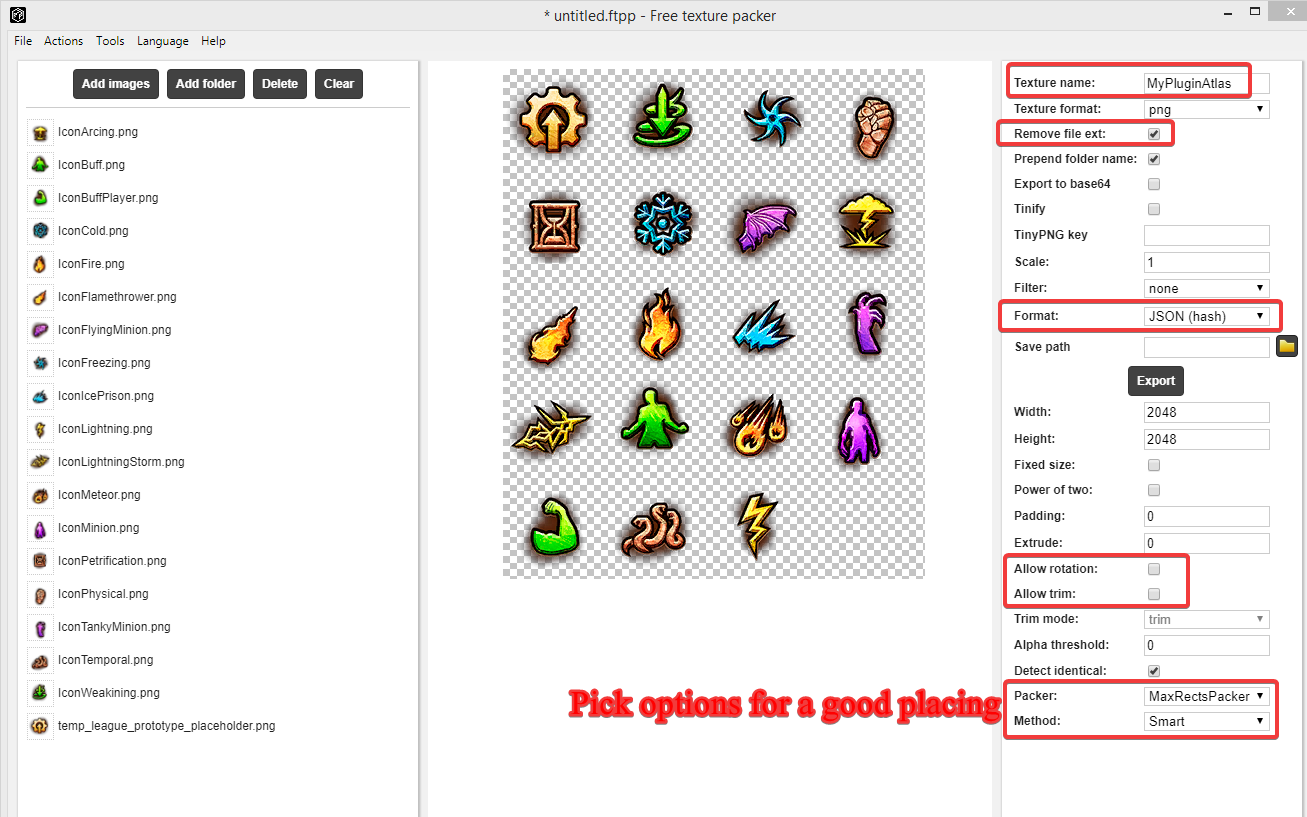 * untitled.ftpp - Free texture packer
File Actions Tools Language Help
Add images Add folder Delete Clear
IconArcing.png
IconBuff.png
IconBuffPlayer.png
IconCold.png
IconFire.png
IconFlamethrower.png
IconFlyingMinion.png
IconFreezing.png
IconIcePrison.png
IconLightning.png
IconLightningStorm.png
IconMeteor.png
IconMinion.png
IconPetrification.png
IconPhysical.png
IconTankyMinion.png
IconTemporal.png
IconWeakining.png
temp_league_prototype_placeholder.png
Pick options for a good placing
Texture name: MyPluginAtlas
Texture format: png
Remove file ext:
Prepend folder name:
Export to base64
Tinify
TinyPNG key
Scale: 1
Filter: none
Format: JSON (hash)
Save path
Export
Width: 2048
Height: 2048
Fixed size:
Power of two:
Padding: 0
Extrude: 0
Allow rotation:
Allow trim:
Trim mode: trim
Alpha threshold: 0
Detect identical:
Packer: MaxRectsPacker
Method: Smart